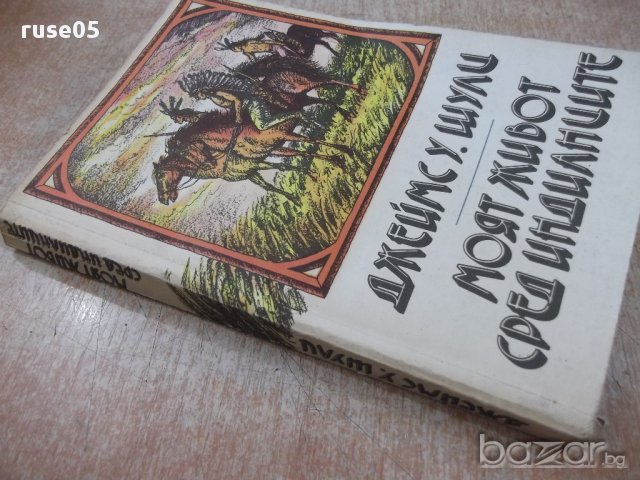 ruse05
ДЖЕЙМС У. ШУЛЦ
МОЯТ ЖИВОТ
СРЕД ИНДИАНЦИТЕ
МОЯТ ЖИВОТ
СРЕД ИНДИАНЦИТЕ
ДЖЕЙМС У. ШУЛЦ
bazar.bg